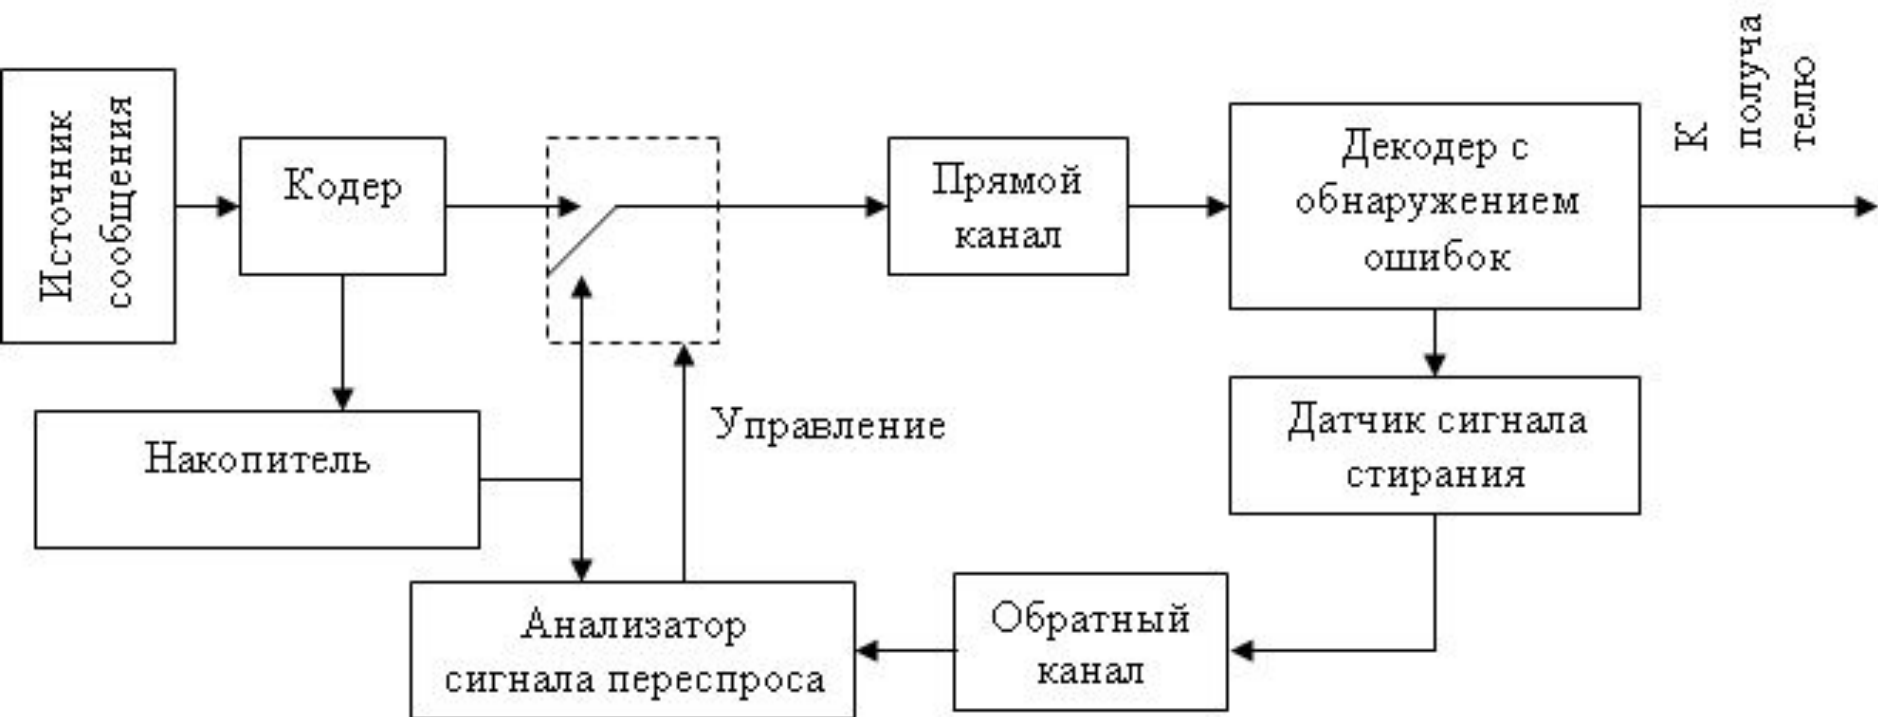 Источник
сообщения
Кодер
Прямой
канал
Декодер с
обнаружением
ошибок
К
получа
телю
Накопитель
Управление
Датчик сигнала
стирания
Анализатор
сигнала переспроса
Обратный
канал